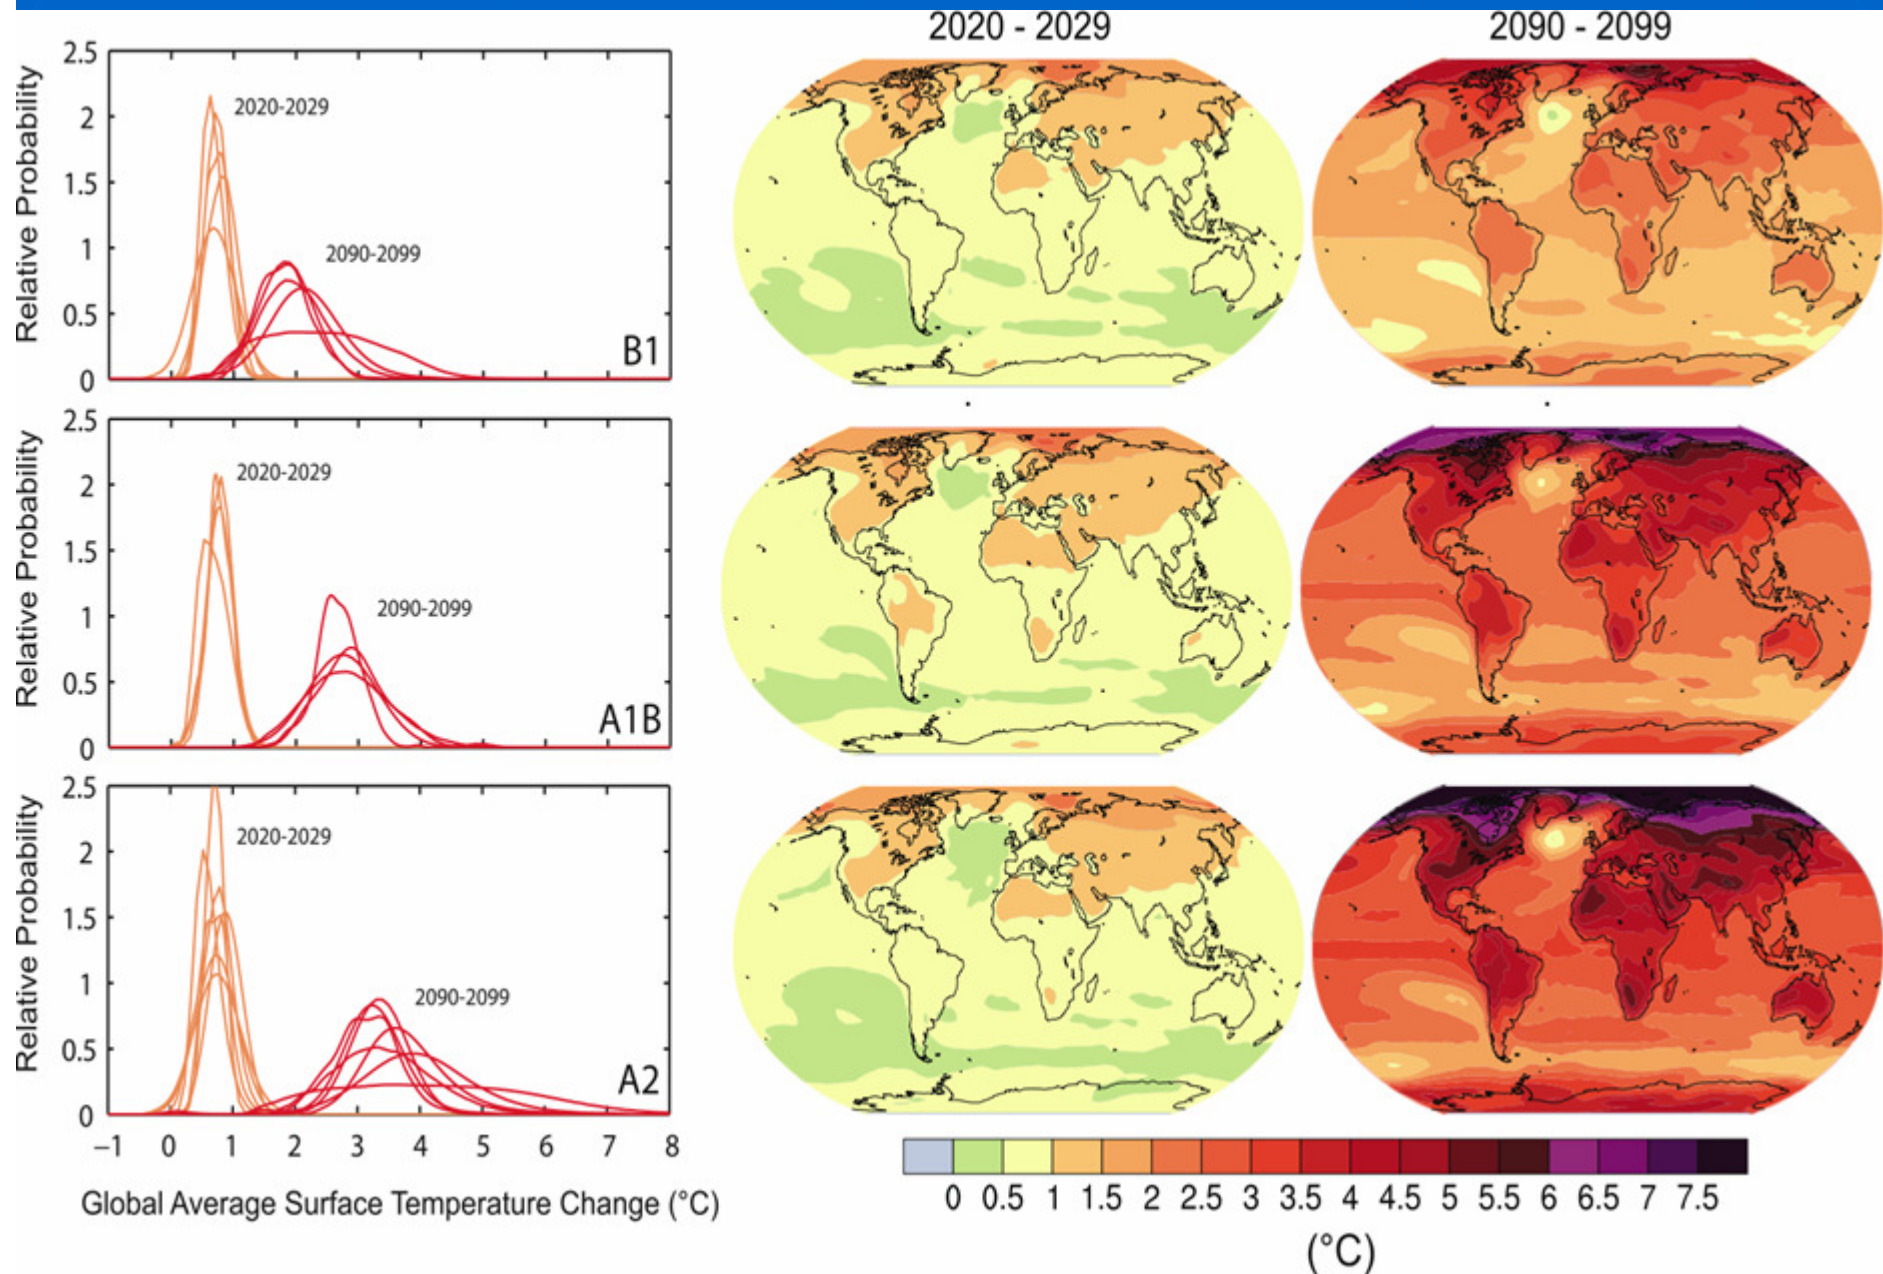 2020 - 2029
2090 - 2099
Relative Probability
2.5
2
1.5
1
0.5
0
2020-2029
2090-2099
B1
Relative Probability
2.5
2
1.5
1
0.5
0
2020-2029
2090-2099
A1B
Relative Probability
2.5
2
1.5
1
0.5
0
2020-2029
2090-2099
A2
−1 0 1 2 3 4 5 6 7 8
Global Average Surface Temperature Change (°C)
0 0.5 1 1.5 2 2.5 3 3.5 4 4.5 5 5.5 6 6.5 7 7.5
(°C)